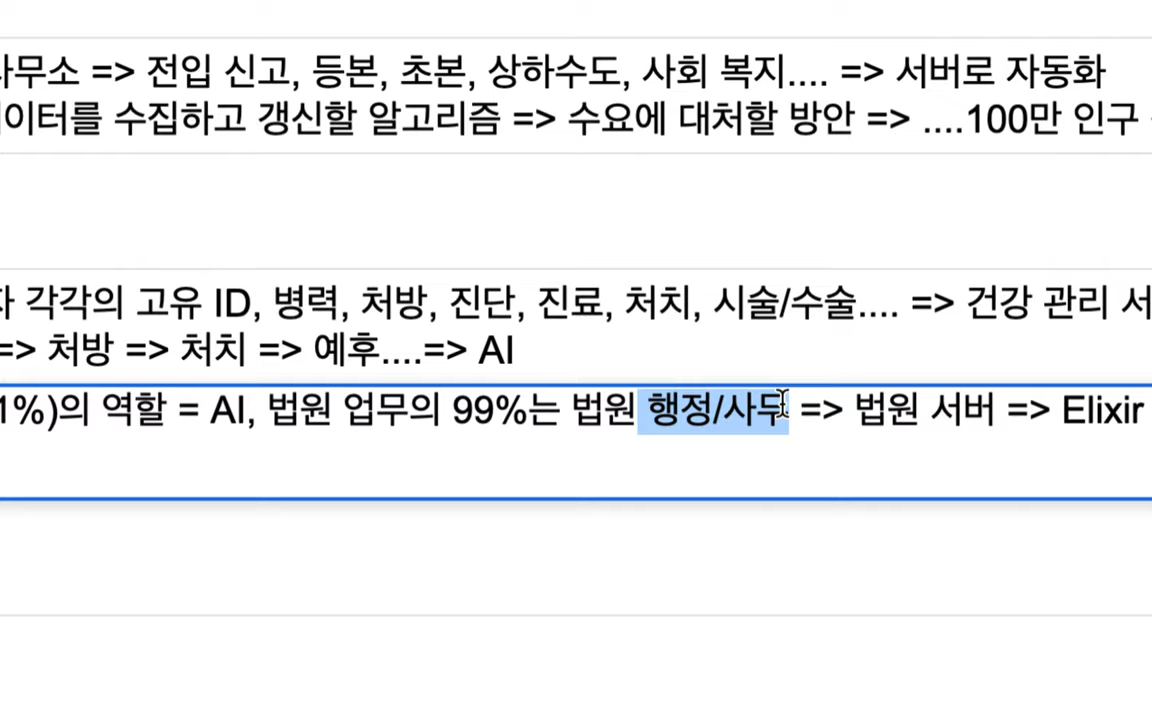 사무소 => 전입 신고, 등본, 초본, 상하수도, 사회 복지.... => 서버로 자동화
이터를 수집하고 갱신할 알고리즘 => 수요에 대처할 방안 => ....100만 인구
각각의 고유 ID, 병력, 처방, 진단, 진료, 처치, 시술/수술.... => 건강 관리 서
=> 처방 => 처치 => 예후....=> AI
1%)의 역할 = AI, 법원 업무의 99%는 법원 행정/사무 => 법원 서버 => Elixir